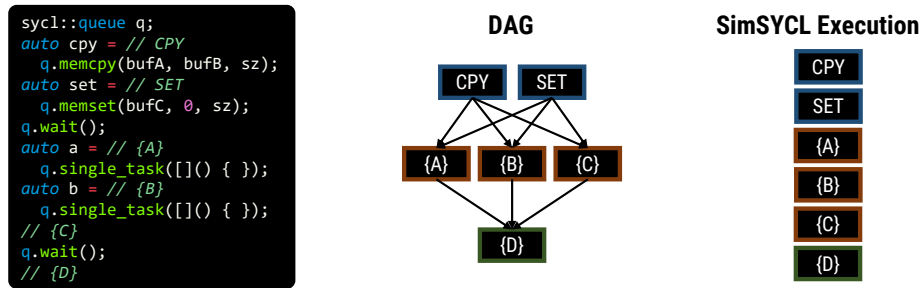 sycl::queue q;
auto cpy = // CPY
  q.memcpy(bufA, bufB, sz);
auto set = // SET
  q.memset(bufC, 0, sz);
q.wait();
auto a = // {A}
  q.single_task([]() { });
auto b = // {B}
  q.single_task([]() { });
// {C}
q.wait();
// {D}
DAG
CPY SET
{A} {B} {C}
{D}
SimSYCL Execution
CPY
SET
{A}
{B}
{C}
{D}